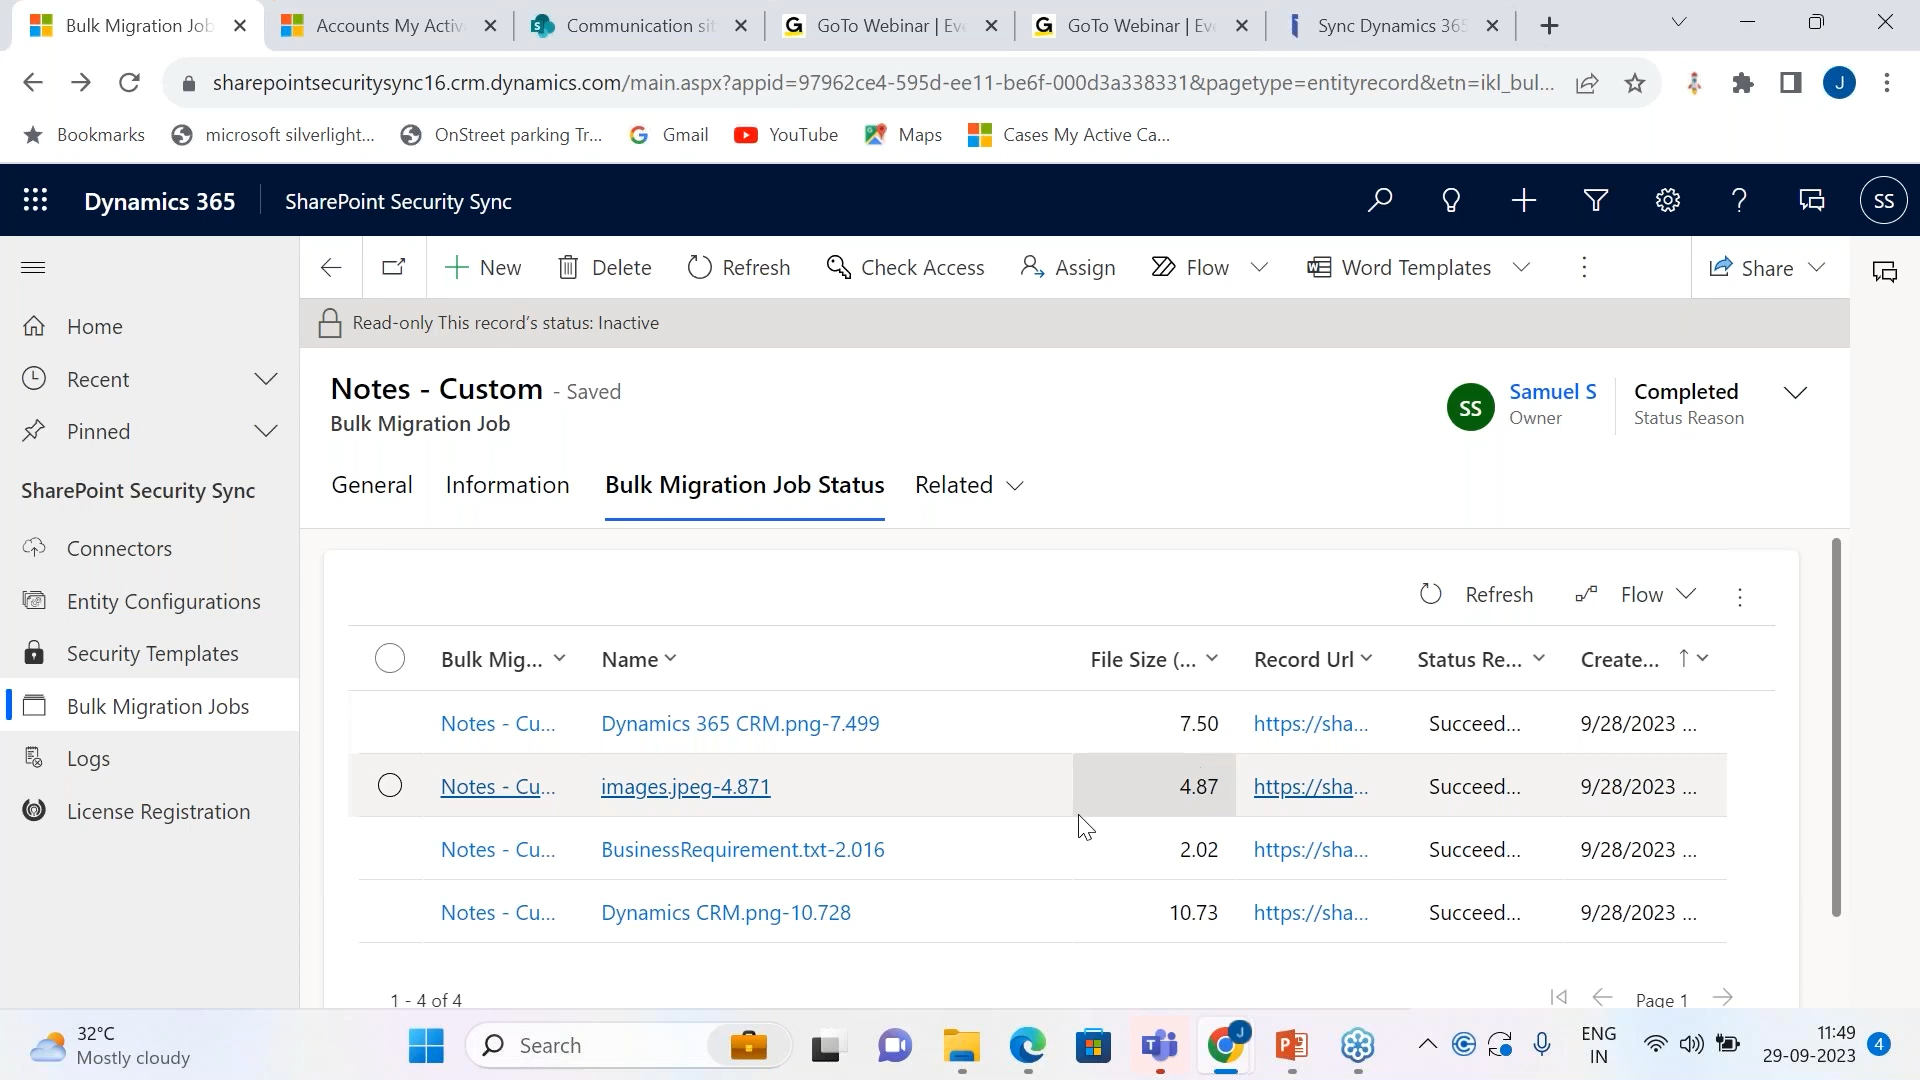 Bulk Migration Job
Accounts My Activ
Communication sit
GoTo Webinar | Eve
GoTo Webinar | Eve
Sync Dynamics 365
sharepointsecuritysync16.crm.dynamics.com/main.aspx?appid=97962ce4-595d-ee11-be6f-000d3a338331&pagetype=entityrecord&etn=ikl_bul...
J
Bookmarks
microsoft silverlight...
OnStreet parking Tr...
Gmail
YouTube
Maps
Cases My Active Ca...
Dynamics 365
SharePoint Security Sync
SS
New
Delete
Refresh
Check Access
Assign
Flow
Word Templates
Share
Home
Recent
Pinned
SharePoint Security Sync
Connectors
Entity Configurations
Security Templates
Bulk Migration Jobs
Logs
License Registration
Read-only This record's status: Inactive
Notes - Custom - Saved
Bulk Migration Job
SS
Samuel S
Owner
Completed
Status Reason
General
Information
Bulk Migration Job Status
Related
Refresh
Flow
Bulk Mig... Name File Size (... Record Url Status Re... Create... ↑
Notes - Cu... Dynamics 365 CRM.png-7.499 7.50 https://sha... Succeed... 9/28/2023 ...
Notes - Cu... images.jpeg-4.871 4.87 https://sha... Succeed... 9/28/2023 ...
Notes - Cu... BusinessRequirement.txt-2.016 2.02 https://sha... Succeed... 9/28/2023 ...
Notes - Cu... Dynamics CRM.png-10.728 10.73 https://sha... Succeed... 9/28/2023 ...
1 - 4 of 4
Page 1
32°C
Mostly cloudy
Search
J
ENG
IN
11:49
29-09-2023
4